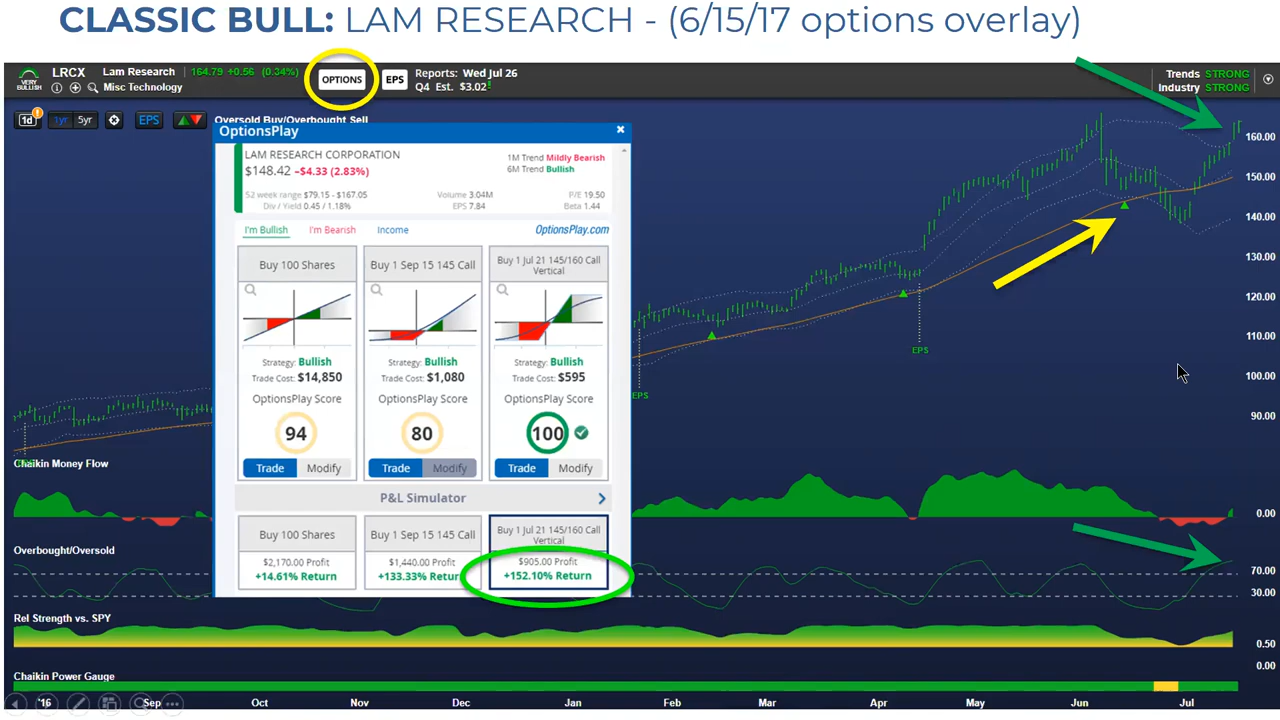 CLASSIC BULL: LAM RESEARCH - (6/15/17 options overlay)
VERY BULLISH
LRCX Lam Research 164.79 +0.56 (0.34%)
Misc Technology
OPTIONS
EPS
Reports: Wed Jul 26
Q4 Est. $3.02!
Trends STRONG
Industry STRONG
1d 1yr 5yr EPS Oversold Buy/Overbought Sell
OptionsPlay
LAM RESEARCH CORPORATION
$148.42 -$4.33 (2.83%)
1M Trend Mildly Bearish
6M Trend Bullish
52 week range $79.15 - $167.05 Volume 3.04M P/E 19.50
Div / Yield 0.45 / 1.18% EPS 7.84 Beta 1.44
I'm Bullish I'm Bearish Income OptionsPlay.com
Buy 100 Shares
Strategy: Bullish
Trade Cost: $14,850
OptionsPlay Score
94
Trade Modify
Buy 1 Sep 15 145 Call
Strategy: Bullish
Trade Cost: $1,080
OptionsPlay Score
80
Trade Modify
Buy 1 Jul 21 145/160 Call
Vertical
Strategy: Bullish
Trade Cost: $595
OptionsPlay Score
100
Trade Modify
P&L Simulator
Buy 100 Shares
$2,170.00 Profit
+14.61% Return
Buy 1 Sep 15 145 Call
$1,440.00 Profit
+133.33% Return
Buy 1 Jul 21 145/160 Call
Vertical
$905.00 Profit
+152.10% Return
160.00
150.00
140.00
130.00
120.00
110.00
100.00
90.00
EPS
EPS
Chaikin Money Flow
0.00
Overbought/Oversold
70.00
30.00
Rel Strength vs. SPY
0.50
0.00
Chaikin Power Gauge
'16 Sep Oct Nov Dec Jan Feb Mar Apr May Jun Jul